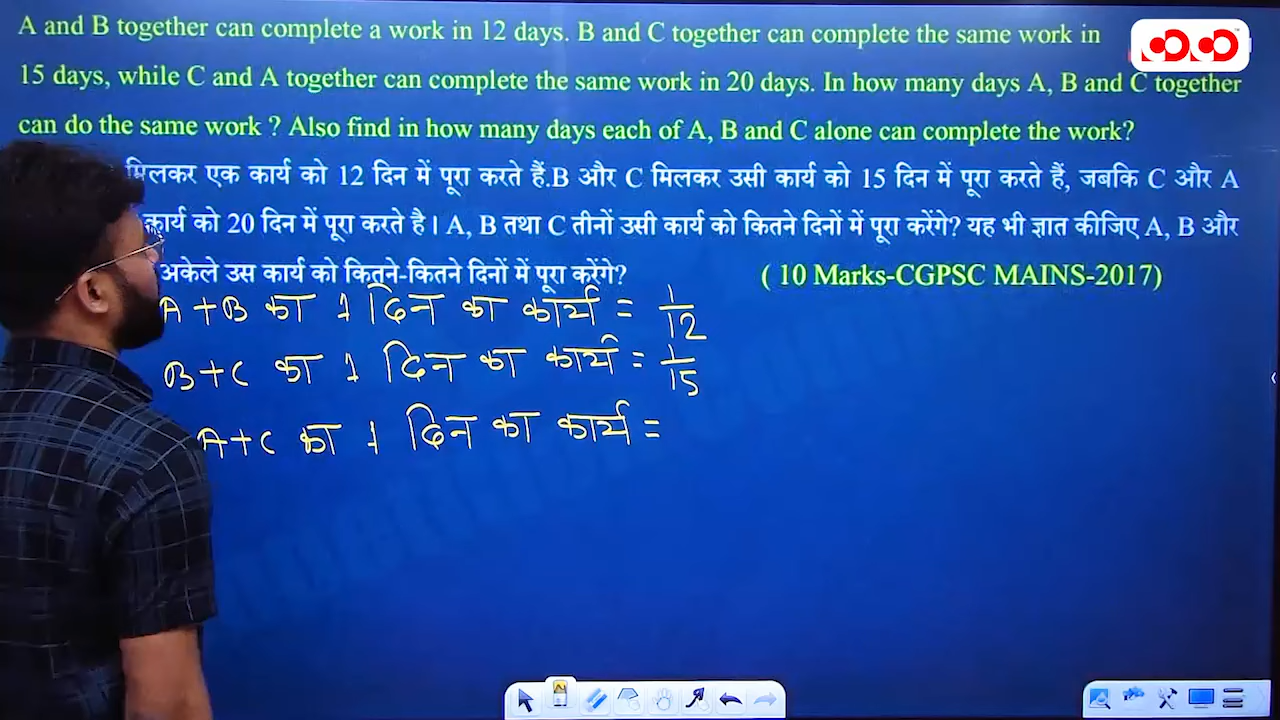 A and B together can complete a work in 12 days. B and C together can complete the same work in
15 days, while C and A together can complete the same work in 20 days. In how many days A, B and C together
can do the same work ? Also find in how many days each of A, B and C alone can complete the work?
मिलकर एक कार्य को 12 दिन में पूरा करते हैं.B और C मिलकर उसी कार्य को 15 दिन में पूरा करते हैं, जबकि C और A
कार्य को 20 दिन में पूरा करते है। A, B तथा C तीनों उसी कार्य को कितने दिनों में पूरा करेंगे? यह भी ज्ञात कीजिए A, B और
अकेले उस कार्य को कितने-कितने दिनों में पूरा करेंगे? ( 10 Marks-CGPSC MAINS-2017)
A + B का 1 दिन का कार्य = 1/12
B + C का 1 दिन का कार्य = 1/15
A + C का 1 दिन का कार्य =